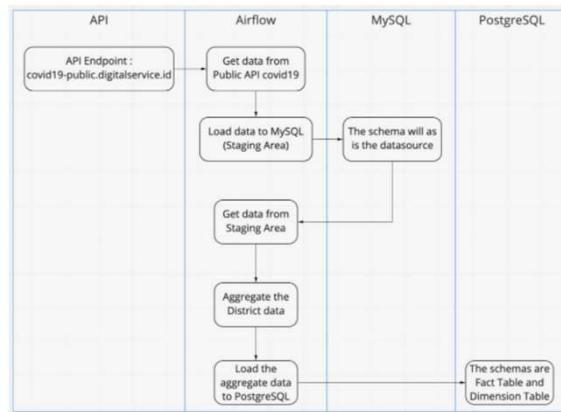 API
Airflow
MySQL
PostgreSQL
API Endpoint :
covid19-public.digitalservice.id
Get data from
Public API covid19
Load data to MySQL
(Staging Area)
The schema will as
is the datasource
Get data from
Staging Area
Aggregate the
District data
Load the
aggregate data
to PostgreSQL
The schemas are
Fact Table and
Dimension Table